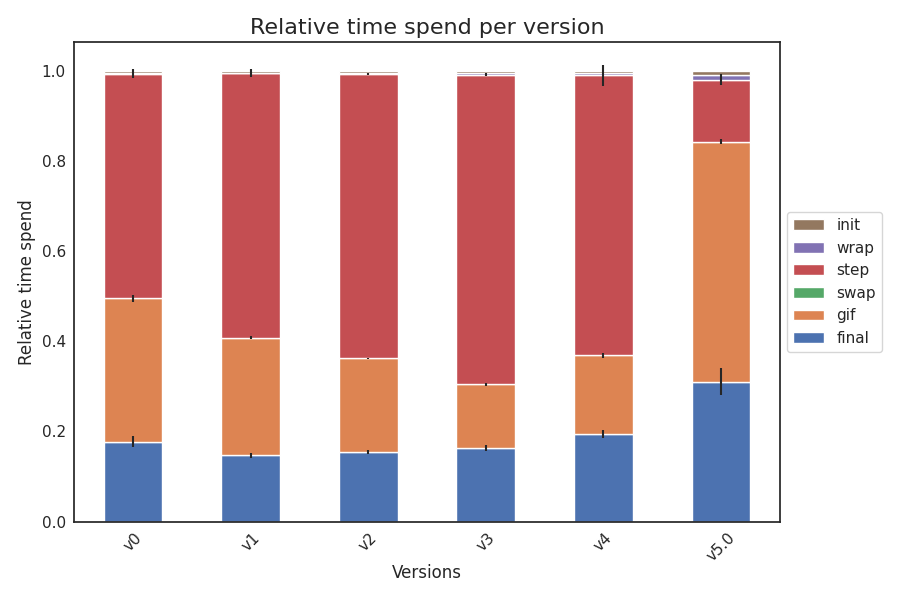 Relative time spend per version
Relative time spend
1.0
0.8
0.6
0.4
0.2
0.0
v0
v1
v2
v3
v4
v5.0
Versions
init
wrap
step
swap
gif
final